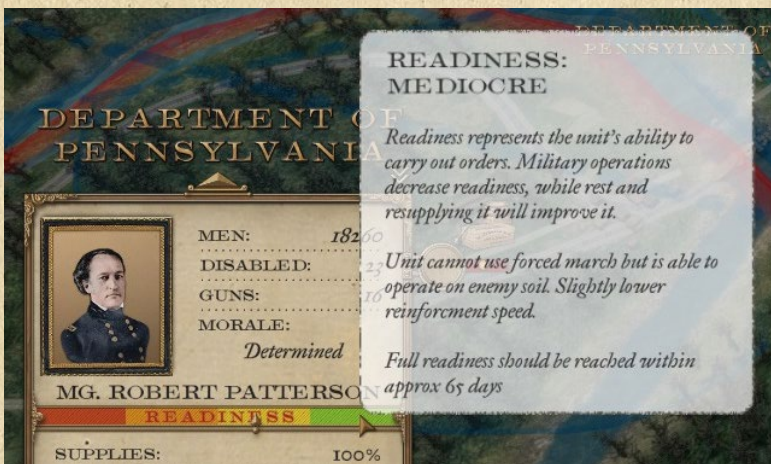 DEPARTMENT OF
PENNSYLVANIA
DEPARTMENT OF
PENNSYLVANIA
MEN: 18260
DISABLED: 23
GUNS: 16
MORALE:
Determined
MG. ROBERT PATTERSON
READINESS
SUPPLIES: 100%
READINESS:
MEDIOCRE
Readiness represents the unit's ability to
carry out orders. Military operations
decrease readiness, while rest and
resupplying it will improve it.
Unit cannot use forced march but is able to
operate on enemy soil. Slightly lower
reinforcment speed.
Full readiness should be reached within
approx 65 days